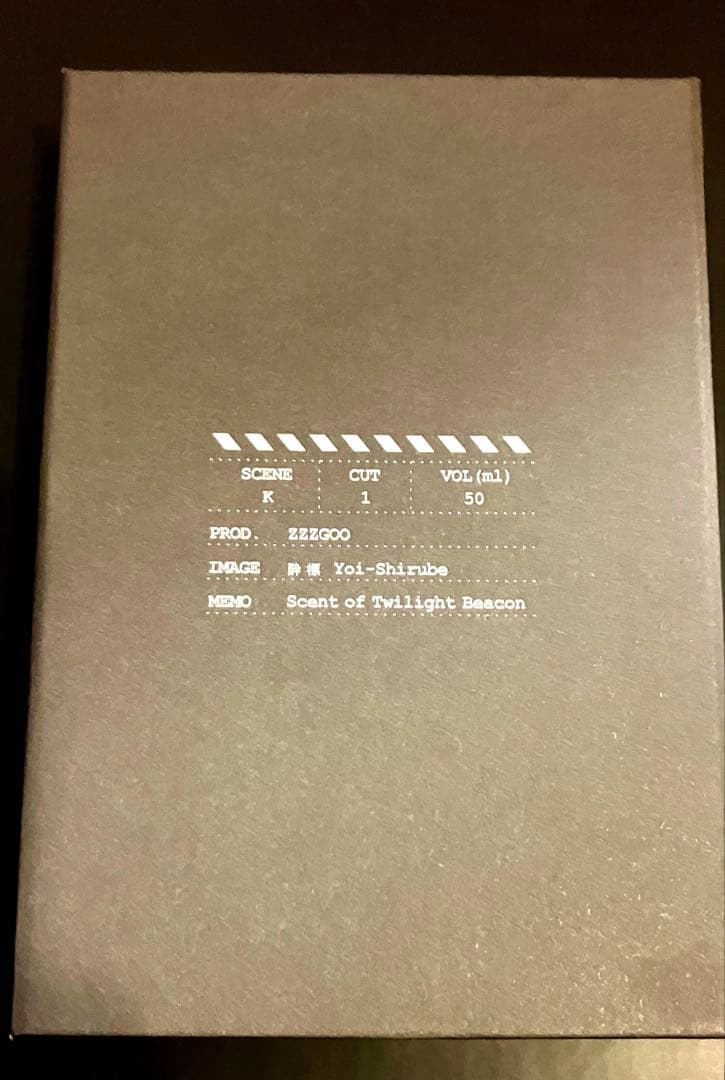 SCENE CUT VOL(ml)
K 1 50
PROD. ZZZGOO
IMAGE 酔標 Yoi-Shirube
MEMO Scent of Twilight Beacon